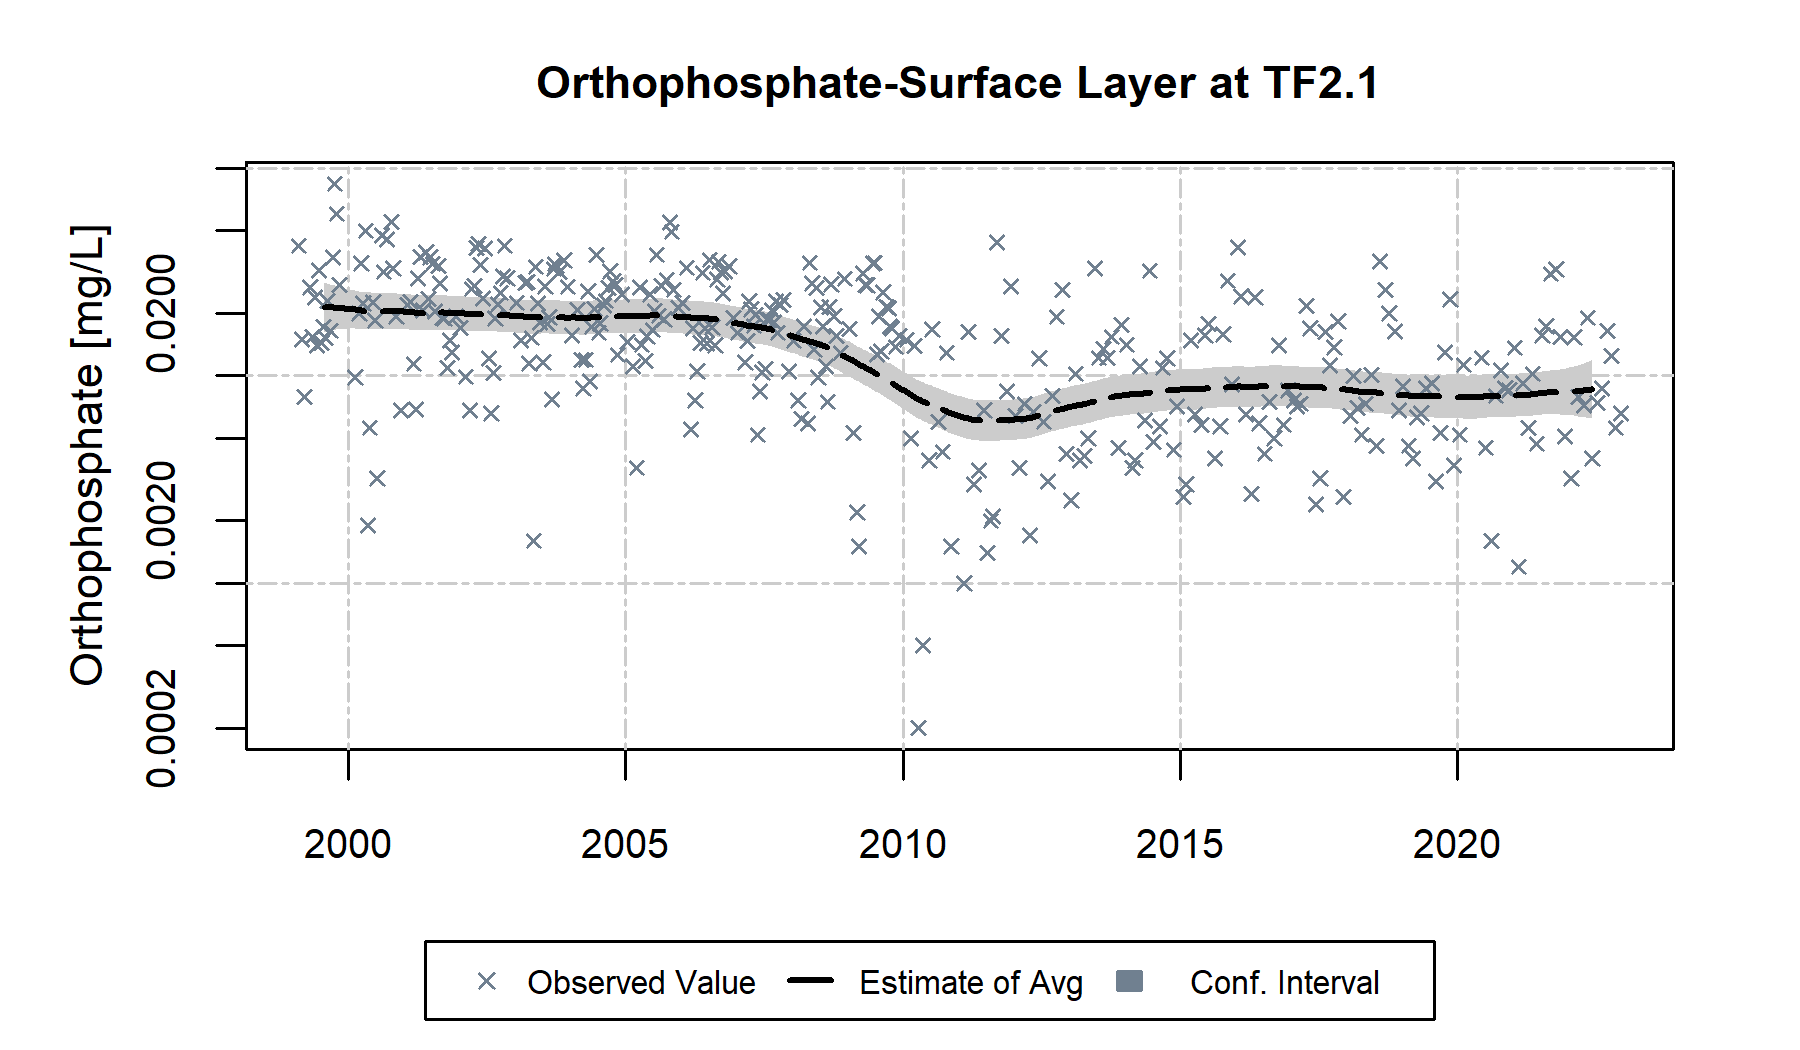 Orthophosphate-Surface Layer at TF2.1
Orthophosphate [mg/L]
0.0200
0.0020
0.0002
2000 2005 2010 2015 2020
Observed Value Estimate of Avg Conf. Interval